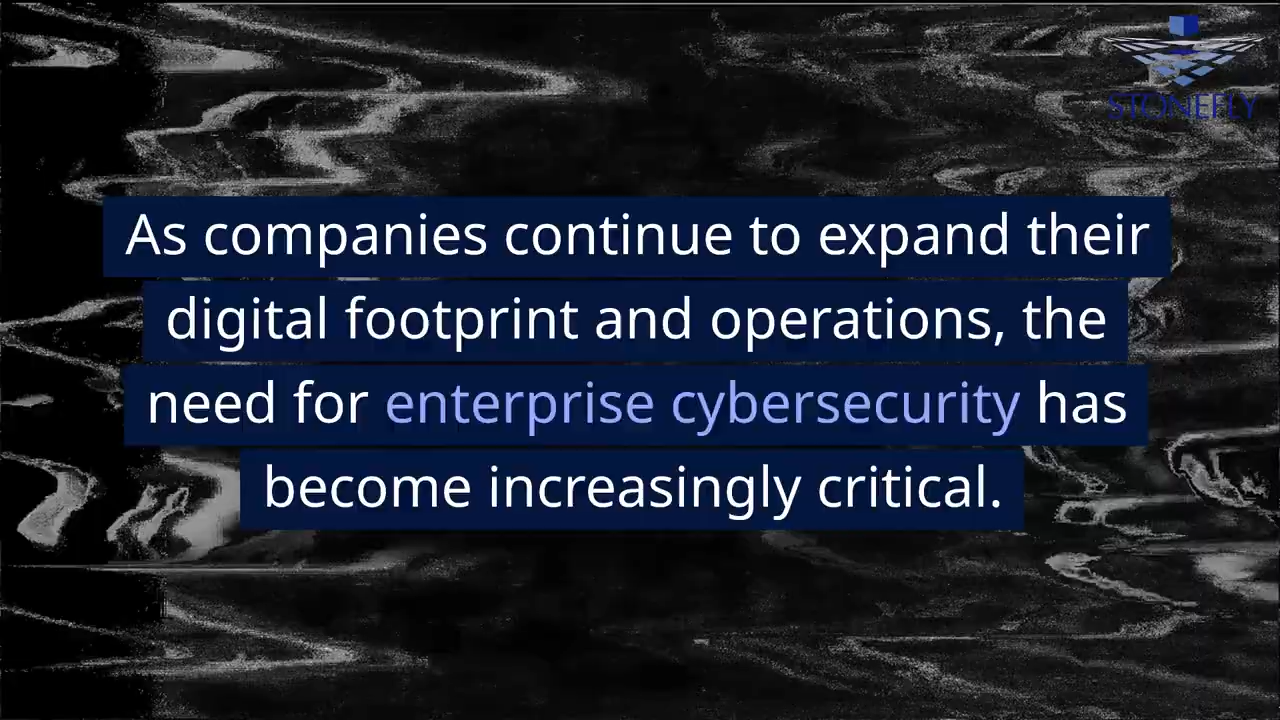 STONEFLY
As companies continue to expand their
digital footprint and operations, the
need for enterprise cybersecurity has
become increasingly critical.